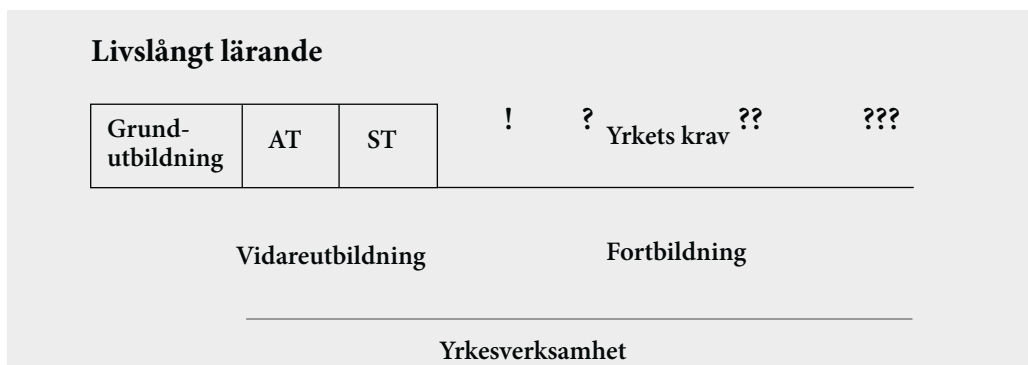 Livslångt lärande
Grund-
utbildning
AT
ST
!
?
Yrkets krav
??
???
Vidareutbildning
Fortbildning
Yrkesverksamhet